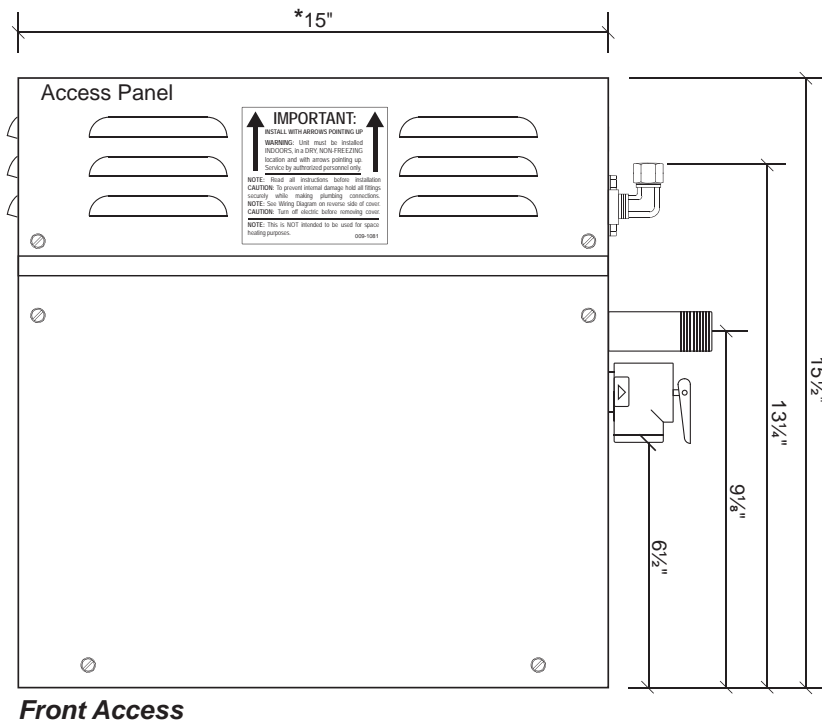 *15"
Access Panel
IMPORTANT:
INSTALL WITH ARROWS POINTING UP
WARNING: Unit must be installed
INDOORS, in a DRY, NON-FREEZING
location and with arrows pointing up.
Service by authrorized personnel only.
NOTE: Read all instructions before installation
CAUTION: To prevent internal damage hold all fittings
securely while making plumbing connections.
NOTE: See Wiring Diagram on reverse side of cover.
CAUTION: Turn off electric before removing cover.
NOTE: This is NOT intended to be used for space
heating purposes.
009-1081
15½"
13¼"
9⅛"
6½"
Front Access